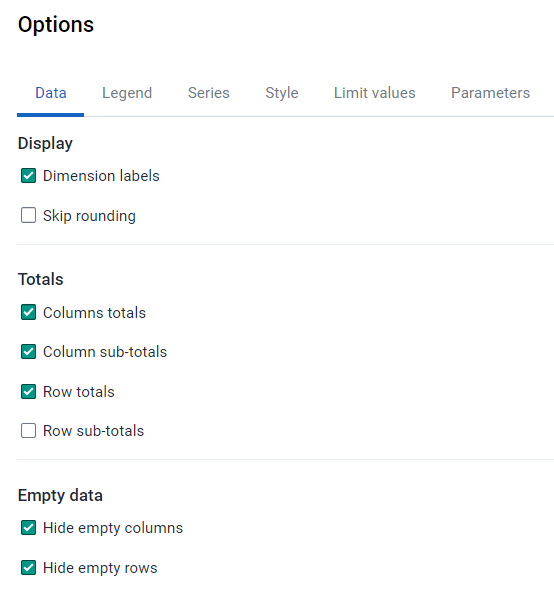 Options
Data Legend Series Style Limit values Parameters
Display
Dimension labels
Skip rounding
Totals
Columns totals
Column sub-totals
Row totals
Row sub-totals
Empty data
Hide empty columns
Hide empty rows